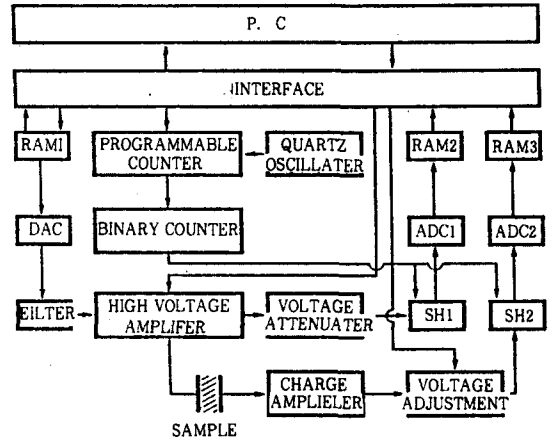 P. C
INTERFACE
RAM1
PROGRAMMABLE
COUNTER
QUARTZ
OSCILLATER
RAM2
RAM3
DAC
BINARY COUNTER
ADC1
ADC2
EILTER
HIGH VOLTAGE
AMPLIFER
VOLTAGE
ATTENUATER
SH1
SH2
SAMPLE
CHARGE
AMPLIELER
VOLTAGE
ADJUSTMENT